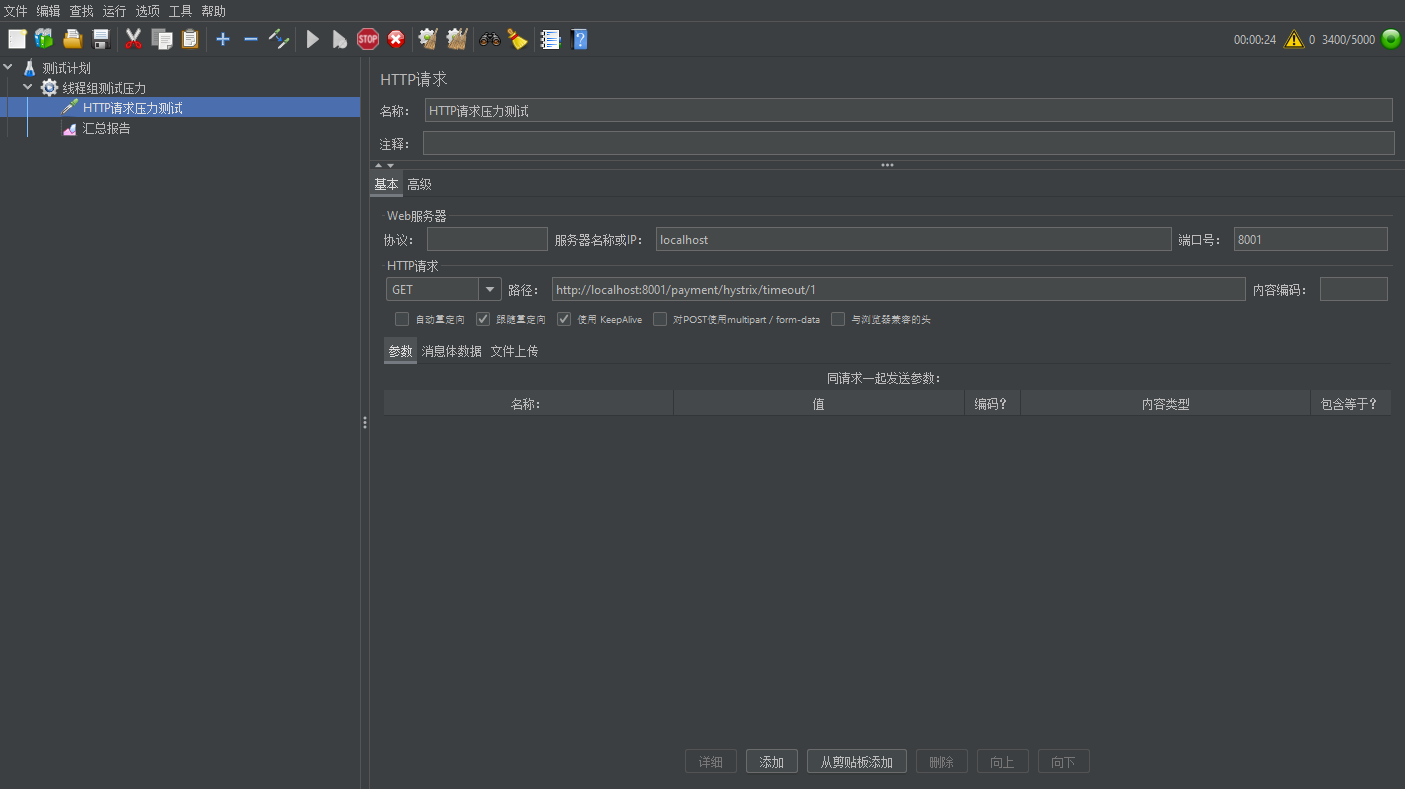 文件 编辑 查找 运行 选项 工具 帮助
STOP 00:00:24 0 3400/5000
测试计划
线程组测试压力
HTTP请求压力测试
汇总报告
HTTP请求
名称： HTTP请求压力测试
注释：
基本 高级
Web服务器
协议： 服务器名称或IP： localhost 端口号： 8001
HTTP请求
GET 路径： http://localhost:8001/payment/hystrix/timeout/1 内容编码：
自动重定向 跟随重定向 使用 KeepAlive 对POST使用multipart / form-data 与浏览器兼容的头
参数 消息体数据 文件上传
同请求一起发送参数：
名称： 值 编码？ 内容类型 包含等于？
详细 添加 从剪贴板添加 删除 向上 向下